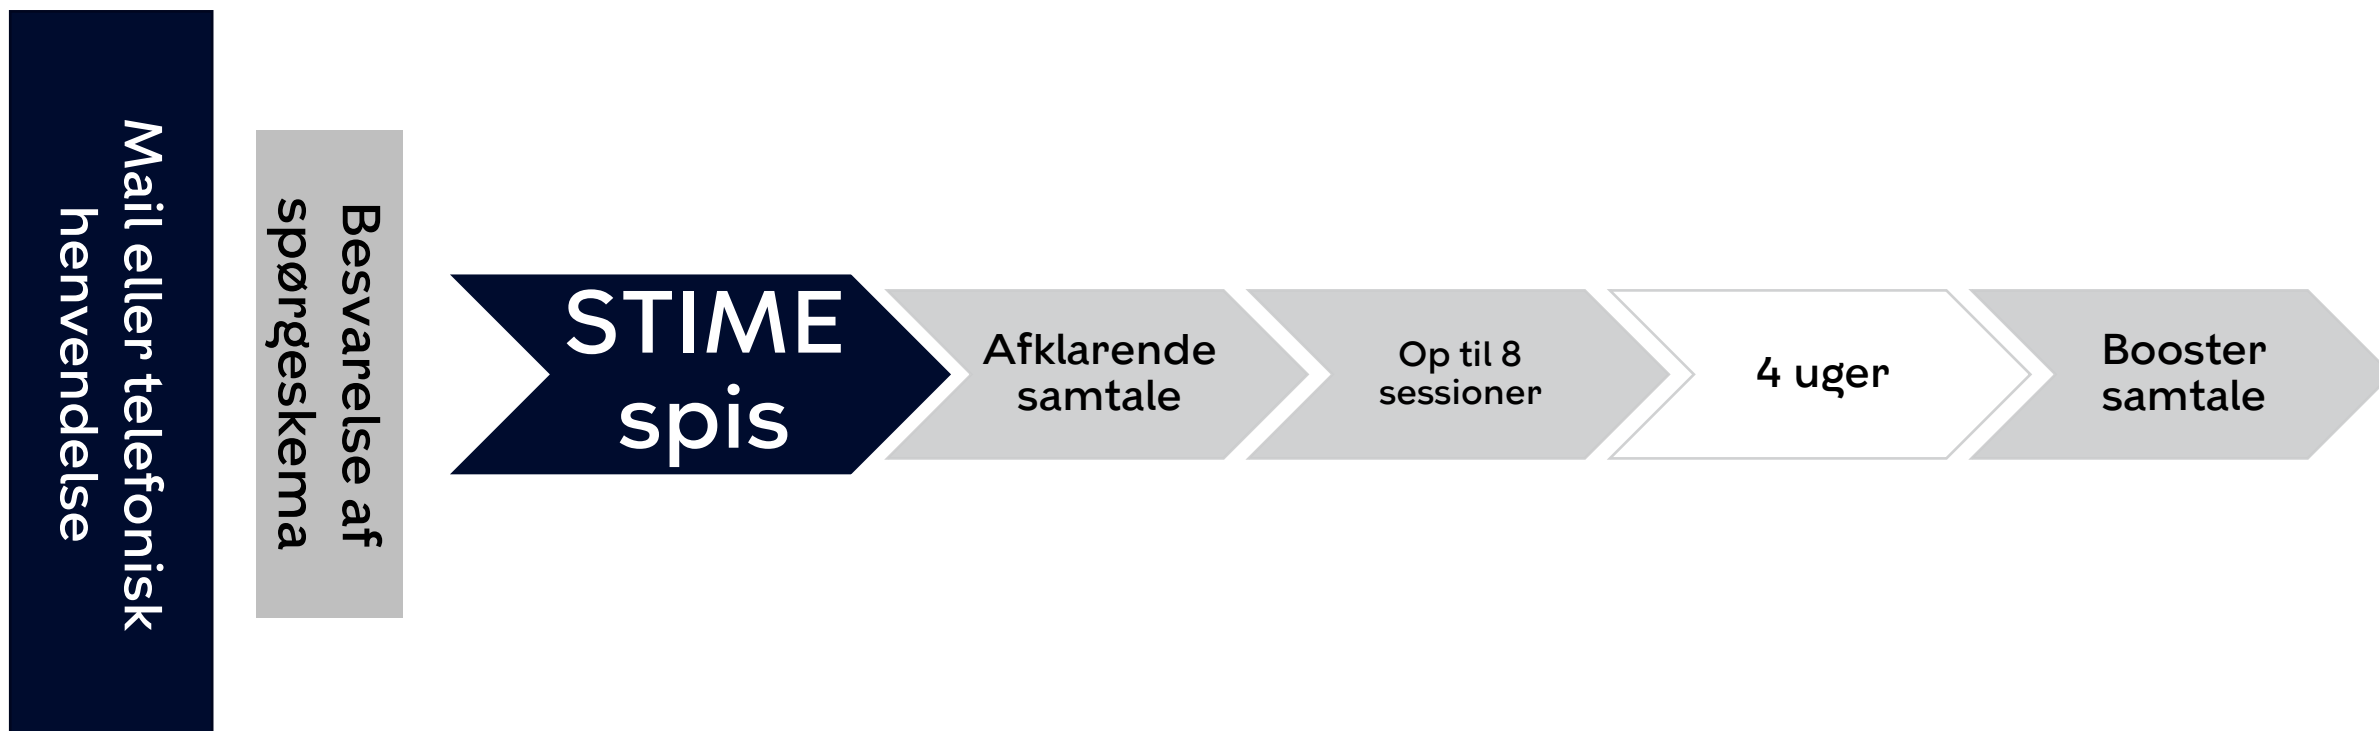 Mail eller telefonisk
henvendelse
Besvarelse af
spørgeskema
STIME
spis
Afklarende
samtale
Op til 8
sessioner
4 uger
Booster
samtale